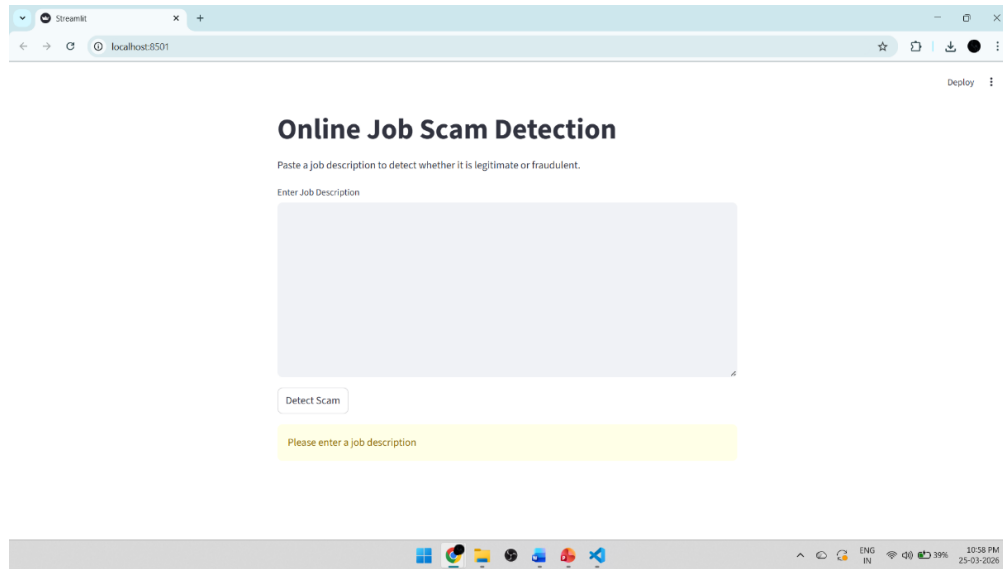 Streamlit
localhost:8501
Deploy
Online Job Scam Detection
Paste a job description to detect whether it is legitimate or fraudulent.
Enter Job Description
Detect Scam
Please enter a job description
ENG
IN
39%
10:58 PM
25-03-2026